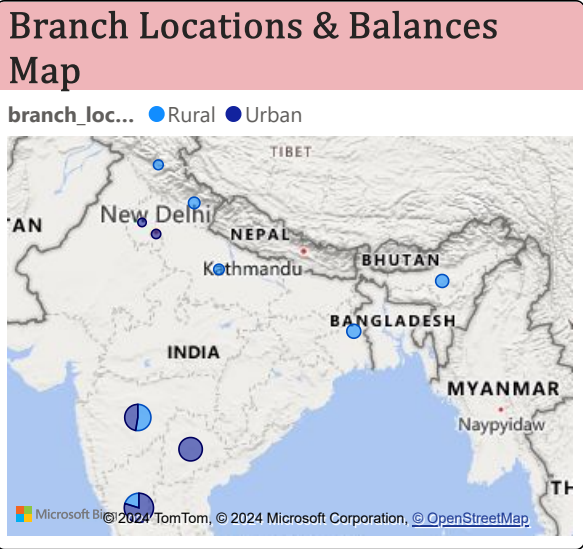 Branch Locations & Balances
Map
branch_loc... Rural Urban
TIBET
TAN
New Delhi
NEPAL
BHUTAN
Kathmandu
BANGLADESH
INDIA
MYANMAR
Naypyidaw
TH
Microsoft Bing
© 2024 TomTom, © 2024 Microsoft Corporation, © OpenStreetMap